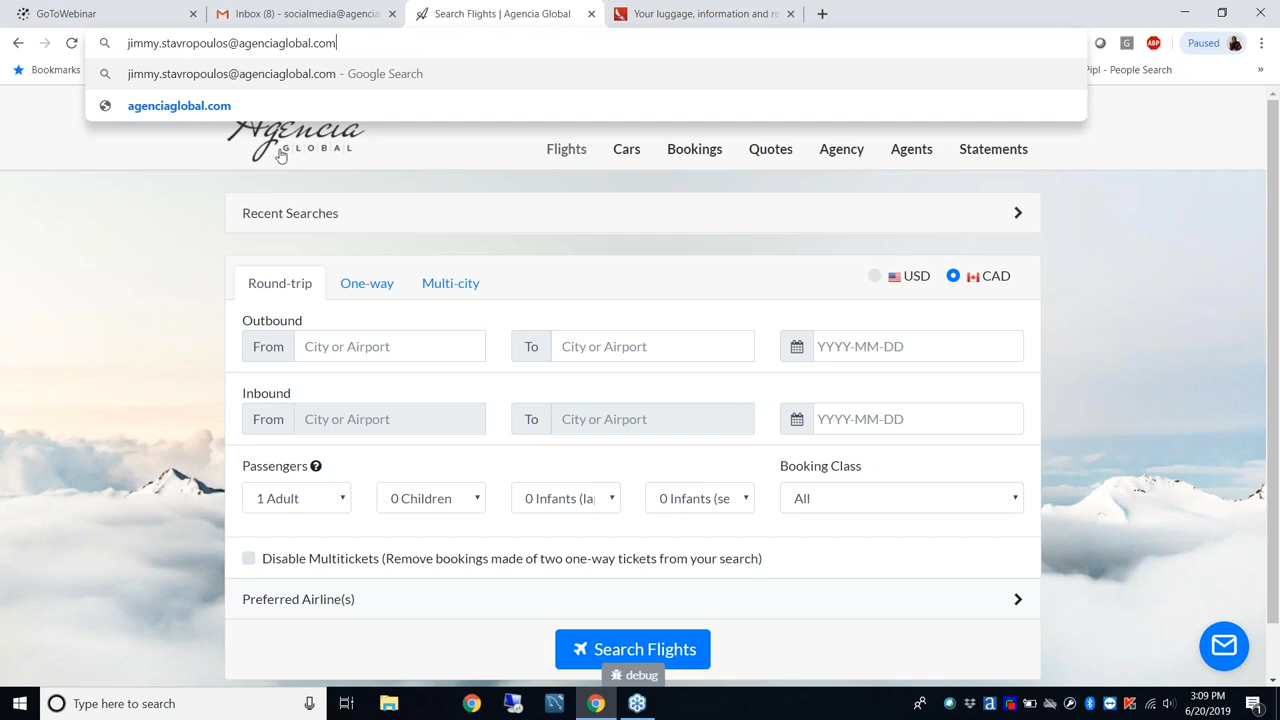 GoToWebinar
Inbox (8) - socialmedia@agencia
Search Flights | Agencia Global
Your luggage, information and re
jimmy.stavropoulos@agenciaglobal.com
Paused
Bookmarks
jimmy.stavropoulos@agenciaglobal.com - Google Search
Pipl - People Search
»
agenciaglobal.com
Agencia
GLOBAL
Flights
Cars
Bookings
Quotes
Agency
Agents
Statements
Recent Searches
Round-trip
One-way
Multi-city
USD
CAD
Outbound
From
City or Airport
To
City or Airport
YYYY-MM-DD
Inbound
From
City or Airport
To
City or Airport
YYYY-MM-DD
Passengers
Booking Class
1 Adult
0 Children
0 Infants (la
0 Infants (se
All
Disable Multitickets (Remove bookings made of two one-way tickets from your search)
Preferred Airline(s)
Search Flights
debug
Type here to search
3:09 PM
6/20/2019